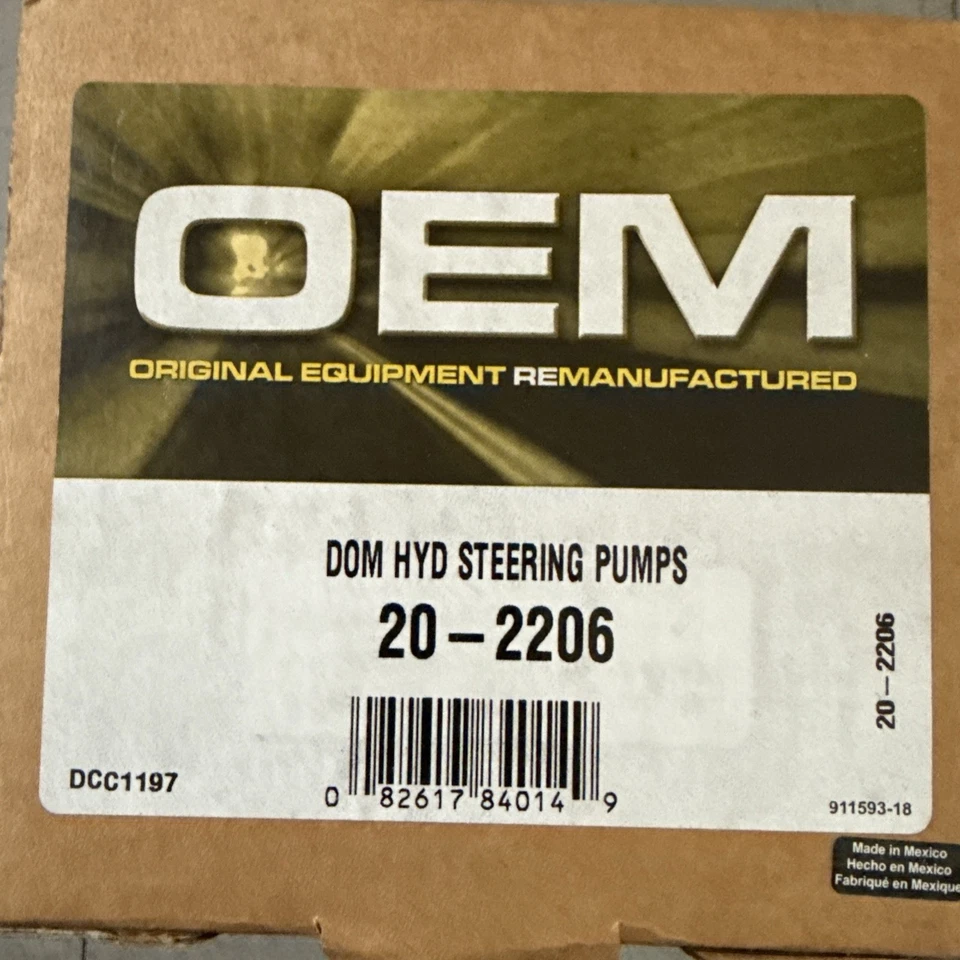 OEM
ORIGINAL EQUIPMENT REMANUFACTURED
DOM HYD STEERING PUMPS
20-2206
20-2206
0 82617 84014 9
DCC1197
911593-18
Made in Mexico
Hecho en México
Fabriqué en Mexique